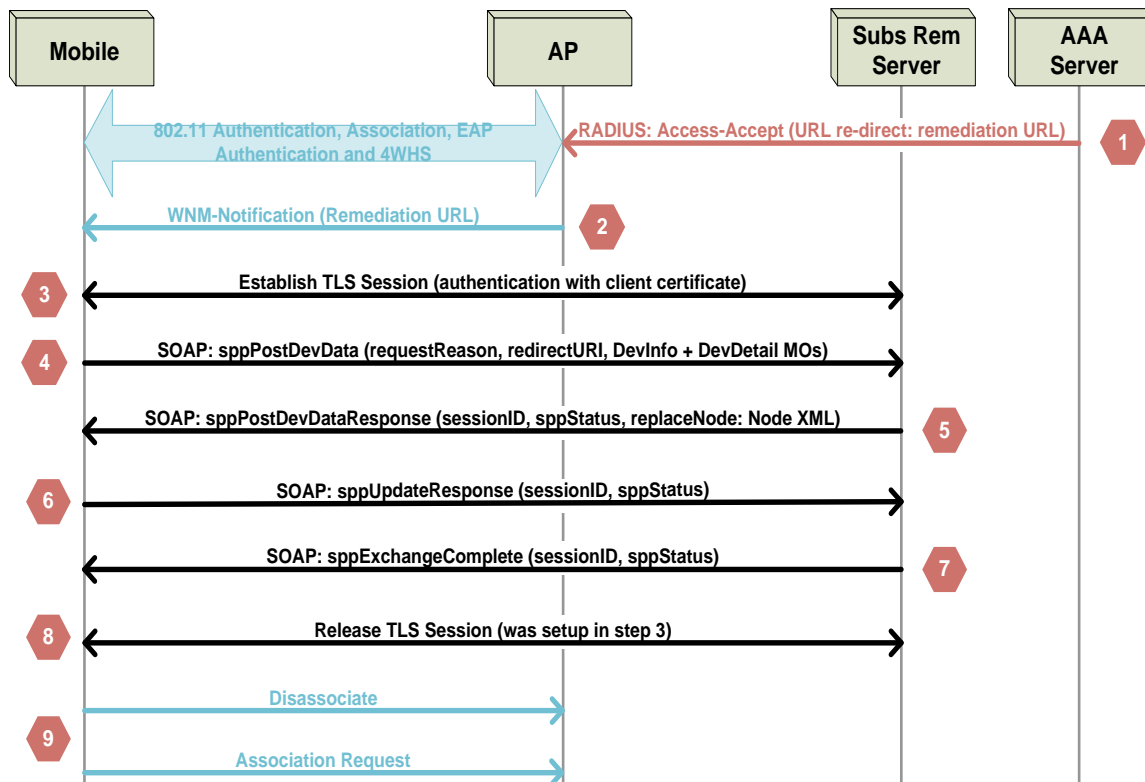 Mobile
AP
Subs Rem
Server
AAA
Server
802.11 Authentication, Association, EAP
Authentication and 4WHS
RADIUS: Access-Accept (URL re-direct: remediation URL)
1
WNM-Notification (Remediation URL)
2
3
Establish TLS Session (authentication with client certificate)
4
SOAP: sppPostDevData (requestReason, redirectURI, DevInfo + DevDetail MOs)
SOAP: sppPostDevDataResponse (sessionID, sppStatus, replaceNode: Node XML)
5
6
SOAP: sppUpdateResponse (sessionID, sppStatus)
SOAP: sppExchangeComplete (sessionID, sppStatus)
7
8
Release TLS Session (was setup in step 3)
Disassociate
9
Association Request